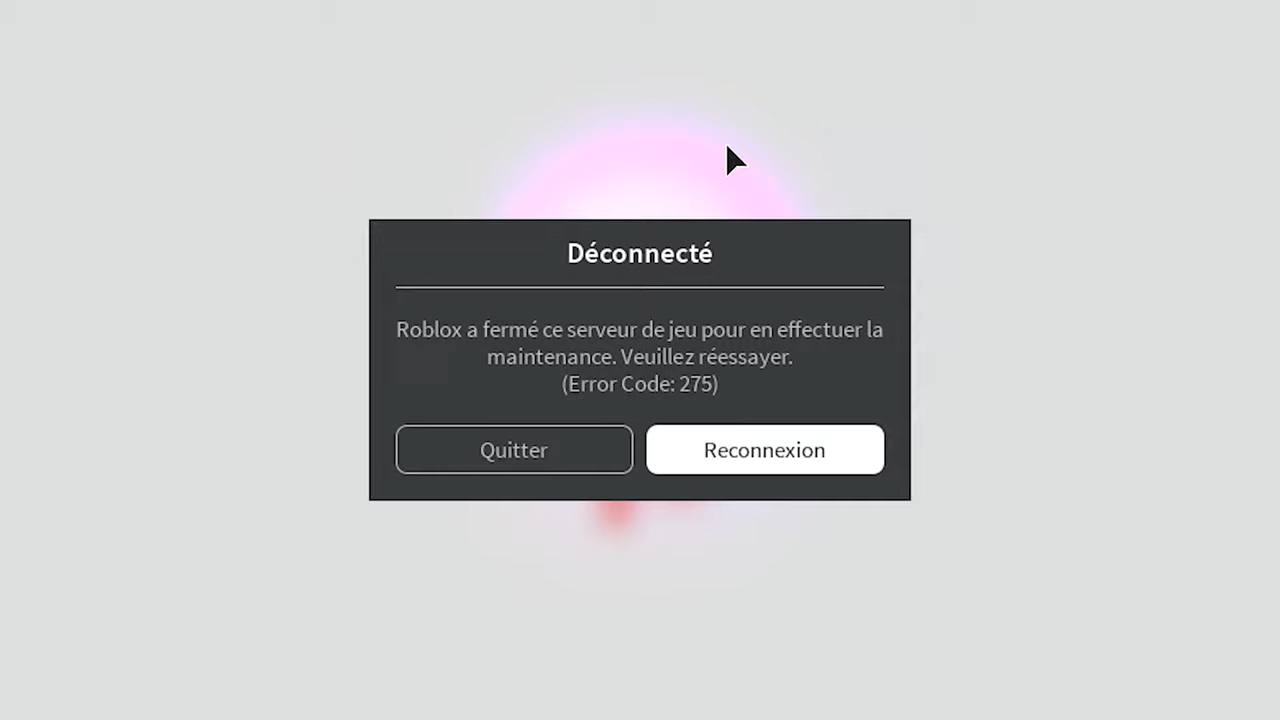 Déconnecté
Roblox a fermé ce serveur de jeu pour en effectuer la
maintenance. Veuillez réessayer.
(Error Code: 275)
Quitter
Reconnexion